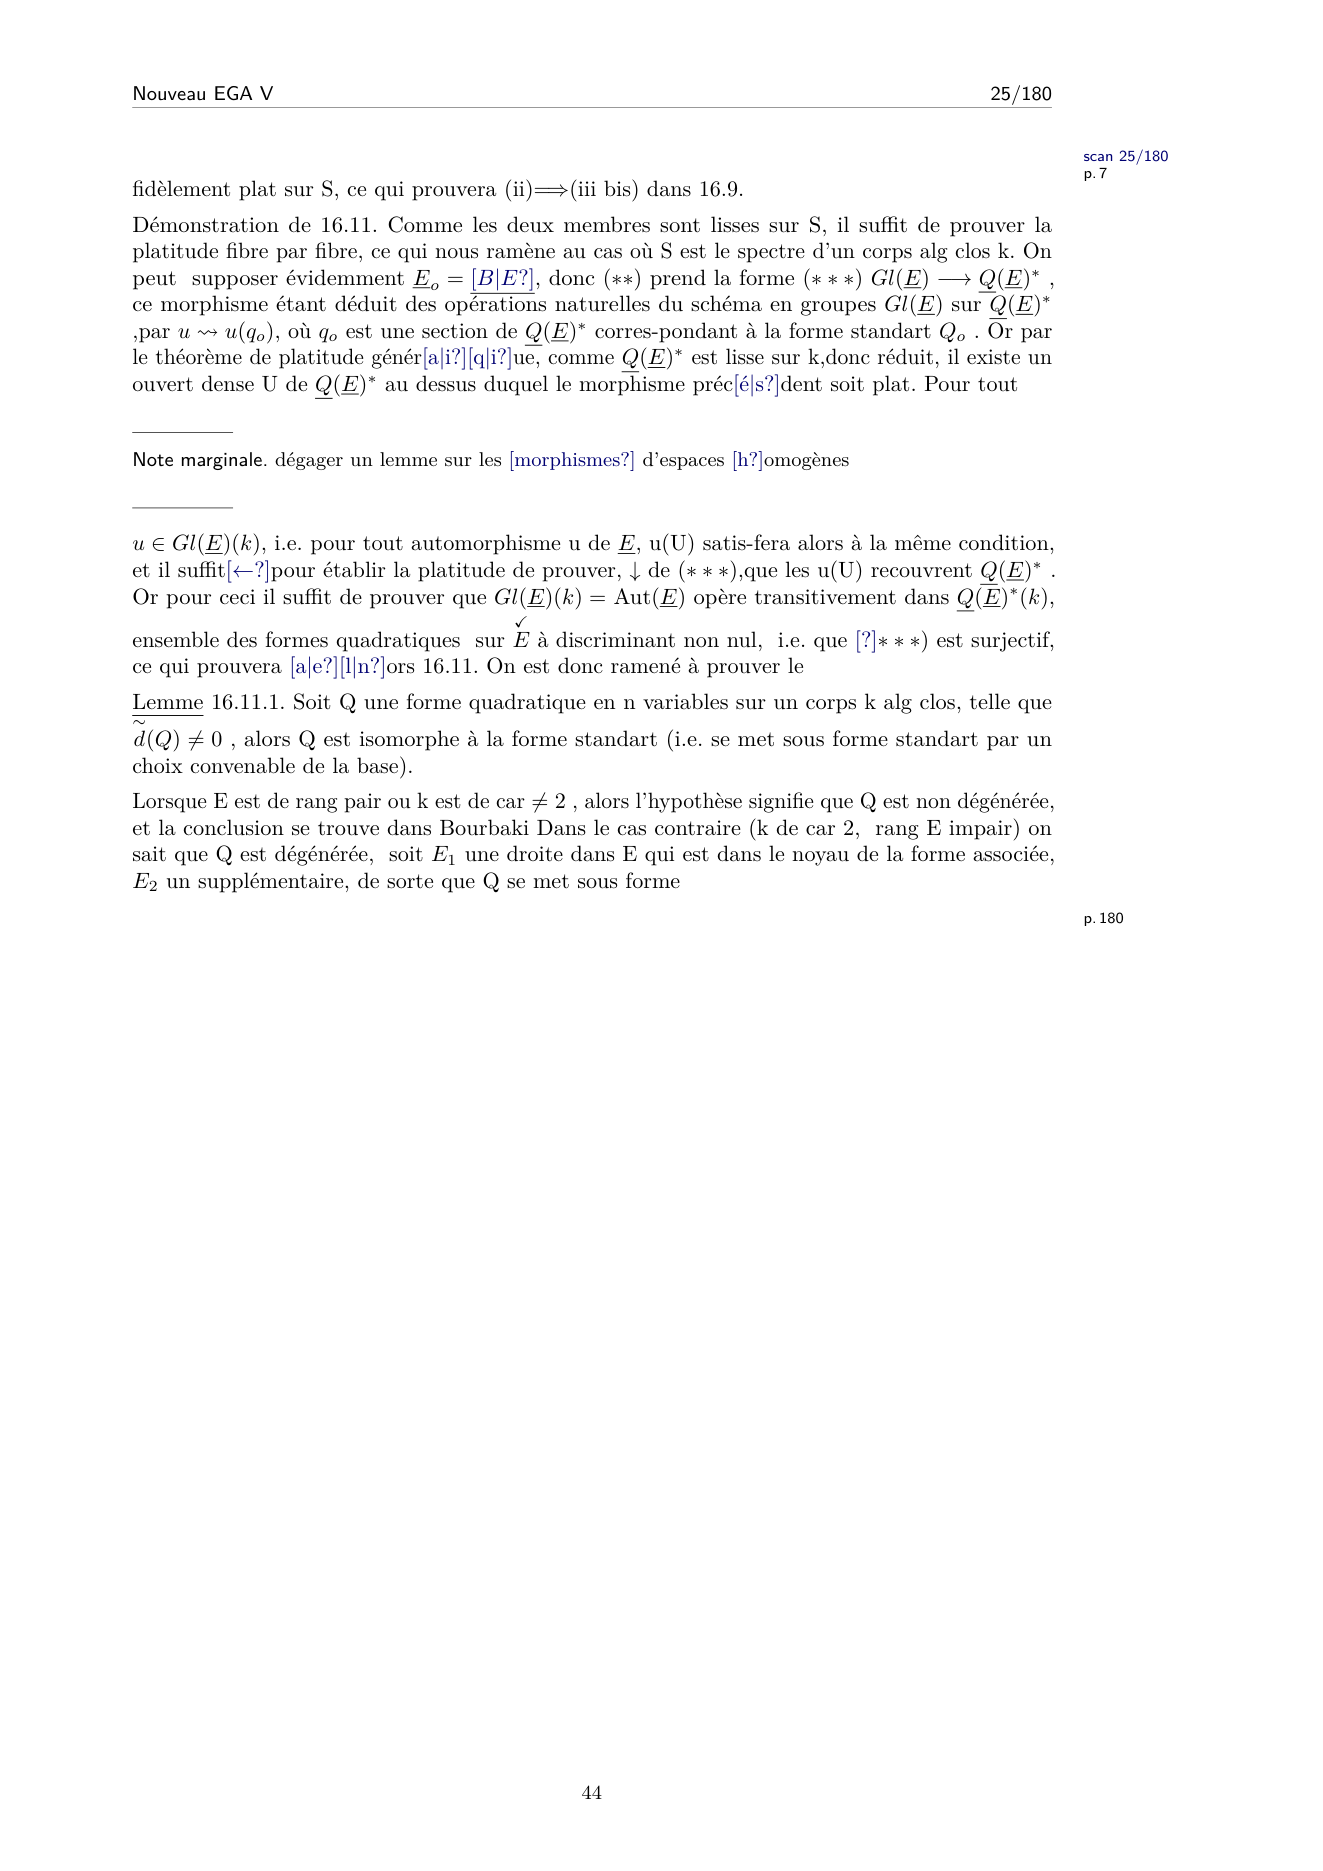 Nouveau EGA V 25/180
scan 25/180
p. 7
fidèlement plat sur S, ce qui prouvera (ii)⟹(iii bis) dans 16.9.
Démonstration de 16.11. Comme les deux membres sont lisses sur S, il suffit de prouver la
platitude fibre par fibre, ce qui nous ramène au cas où S est le spectre d'un corps alg clos k. On
peut supposer évidemment E̲ₒ = [B|E?], donc (∗∗) prend la forme (∗ ∗ ∗) Gl(E̲) ⟶ Q̲(E̲)* ,
ce morphisme étant déduit des opérations naturelles du schéma en groupes Gl(E̲) sur Q̲(E̲)*
,par u ⇝ u(qₒ), où qₒ est une section de Q̲(E̲)* corres-pondant à la forme standart Qₒ . Or par
le théorème de platitude génér[a|i?][q|i?]ue, comme Q̲(E̲)* est lisse sur k,donc réduit, il existe un
ouvert dense U de Q̲(E̲)* au dessus duquel le morphisme préc[é|s?]dent soit plat. Pour tout
Note marginale. dégager un lemme sur les [morphismes?] d'espaces [h?]omogènes
u ∈ Gl(E̲)(k), i.e. pour tout automorphisme u de E̲, u(U) satis-fera alors à la même condition,
et il suffit[←?]pour établir la platitude de prouver, ↓ de (∗ ∗ ∗),que les u(U) recouvrent Q̲(E̲)* .
Or pour ceci il suffit de prouver que Gl(E̲)(k) = Aut(E̲) opère transitivement dans Q̲(E̲)*(k),
ensemble des formes quadratiques sur Ě à discriminant non nul, i.e. que [?]∗ ∗ ∗) est surjectif,
ce qui prouvera [a|e?][l|n?]ors 16.11. On est donc ramené à prouver le
Lemme 16.11.1. Soit Q une forme quadratique en n variables sur un corps k alg clos, telle que
d̃(Q) ≠ 0 , alors Q est isomorphe à la forme standart (i.e. se met sous forme standart par un
choix convenable de la base).
Lorsque E est de rang pair ou k est de car ≠ 2 , alors l'hypothèse signifie que Q est non dégénérée,
et la conclusion se trouve dans Bourbaki Dans le cas contraire (k de car 2, rang E impair) on
sait que Q est dégénérée, soit E₁ une droite dans E qui est dans le noyau de la forme associée,
E₂ un supplémentaire, de sorte que Q se met sous forme
p. 180
44